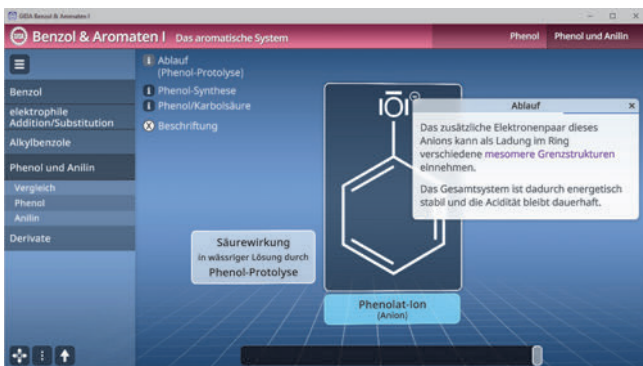 GIDA Benzol & Aromaten I
GIDA
Benzol & Aromaten I Das aromatische System
Phenol
Phenol und Anilin
Benzol
elektrophile
Addition/Substitution
Alkylbenzole
Phenol und Anilin
Vergleich
Phenol
Anilin
Derivate
i Ablauf
(Phenol-Protolyse)
i Phenol-Synthese
i Phenol/Karbolsäure
X Beschriftung
Säurewirkung
in wässriger Lösung durch
Phenol-Protolyse
O
Phenolat-Ion
(Anion)
Ablauf
Das zusätzliche Elektronenpaar dieses
Anions kann als Ladung im Ring
verschiedene mesomere Grenzstrukturen
einnehmen.
Das Gesamtsystem ist dadurch energetisch
stabil und die Acidität bleibt dauerhaft.